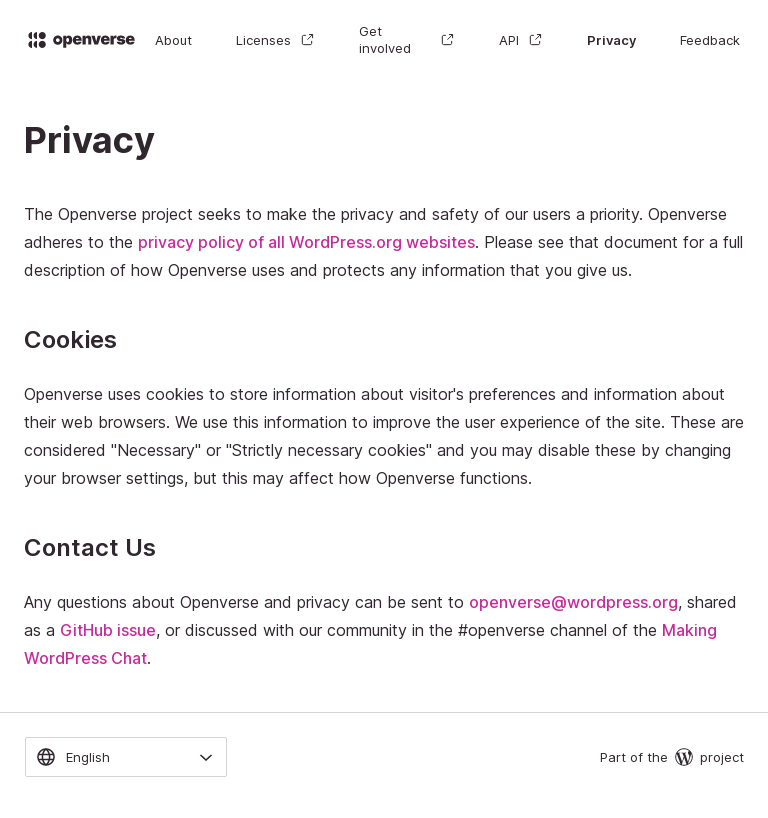 openverse About Licenses Get involved API Privacy Feedback
Privacy
The Openverse project seeks to make the privacy and safety of our users a priority. Openverse
adheres to the privacy policy of all WordPress.org websites. Please see that document for a full
description of how Openverse uses and protects any information that you give us.
Cookies
Openverse uses cookies to store information about visitor's preferences and information about
their web browsers. We use this information to improve the user experience of the site. These are
considered "Necessary" or "Strictly necessary cookies" and you may disable these by changing
your browser settings, but this may affect how Openverse functions.
Contact Us
Any questions about Openverse and privacy can be sent to openverse@wordpress.org, shared
as a GitHub issue, or discussed with our community in the #openverse channel of the Making
WordPress Chat.
English Part of the project